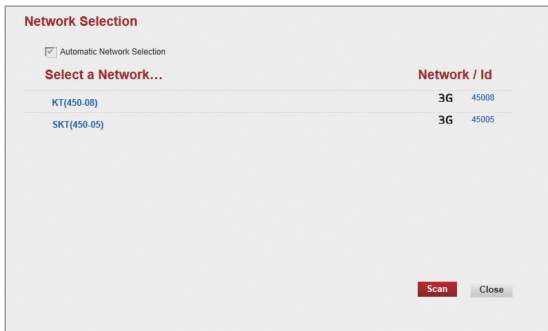 Network Selection
Automatic Network Selection
Select a Network... Network / Id
KT(450-08) 3G 45008
SKT(450-05) 3G 45005
Scan Close